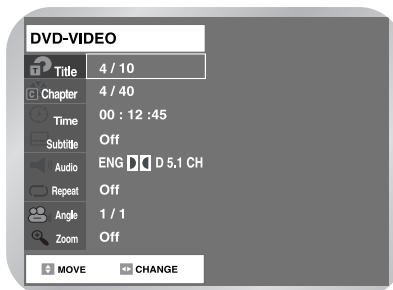 DVD-VIDEO
Title 4 / 10
C Chapter 4 / 40
Time 00 : 12 :45
Subtitle Off
Audio ENG D 5.1 CH
Repeat Off
Angle 1 / 1
Zoom Off
MOVE CHANGE